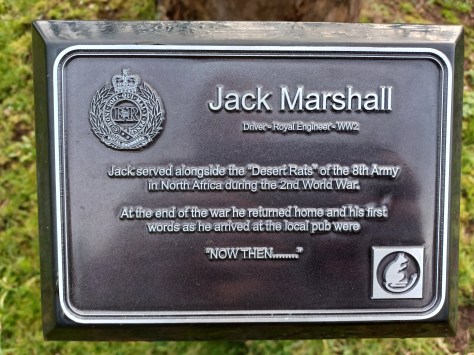 Jack Marshall
Driver - Royal Engineer - WW2
Jack served alongside the "Desert Rats" of the 8th Army
in North Africa during the 2nd World War.
At the end of the war he returned home and his first
words as he arrived at the local pub were
"NOW THEN........"